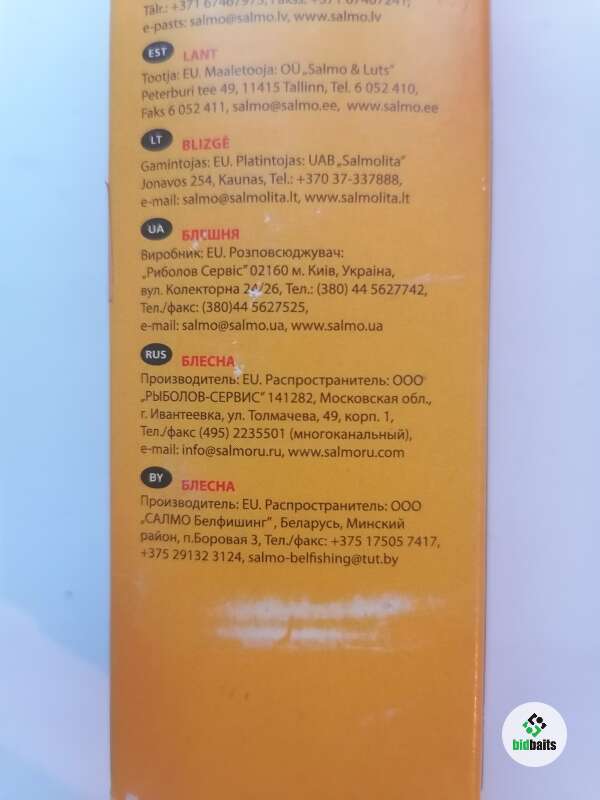 Tālr.: +371 67467975, Fakss: +371 67467241,
e-pasts: salmo@salmo.lv, www.salmo.lv
EST LANT
Tootja: EU. Maaletooja: OÜ „Salmo & Luts”
Peterburi tee 49, 11415 Tallinn, Tel. 6 052 410,
Faks 6 052 411, salmo@salmo.ee, www.salmo.ee
LT BLIZGĖ
Gamintojas: EU. Platintojas: UAB „Salmolita”
Jonavos 254, Kaunas, Tel.: +370 37-337888,
e-mail: salmo@salmolita.lt, www.salmolita.lt
UA БЛЕШНЯ
Виробник: EU. Розповсюджувач:
„Риболов Сервіс” 02160 м. Київ, Україна,
вул. Колекторна 24/26, Тел.: (380) 44 5627742,
Тел./факс: (380)44 5627525,
e-mail: salmo@salmo.ua, www.salmo.ua
RUS БЛЕСНА
Производитель: EU. Распространитель: ООО
„РЫБОЛОВ-СЕРВИС” 141282, Московская обл.,
г. Ивантеевка, ул. Толмачева, 49, корп. 1,
Тел./факс (495) 2235501 (многоканальный),
e-mail: info@salmoru.ru, www.salmoru.com
BY БЛЕСНА
Производитель: EU. Распространитель: ООО
„САЛМО Белфишинг”, Беларусь, Минский
район, п.Боровая 3, Тел./факс: +375 17505 7417,
+375 29132 3124, salmo-belfishing@tut.by
bidbaits